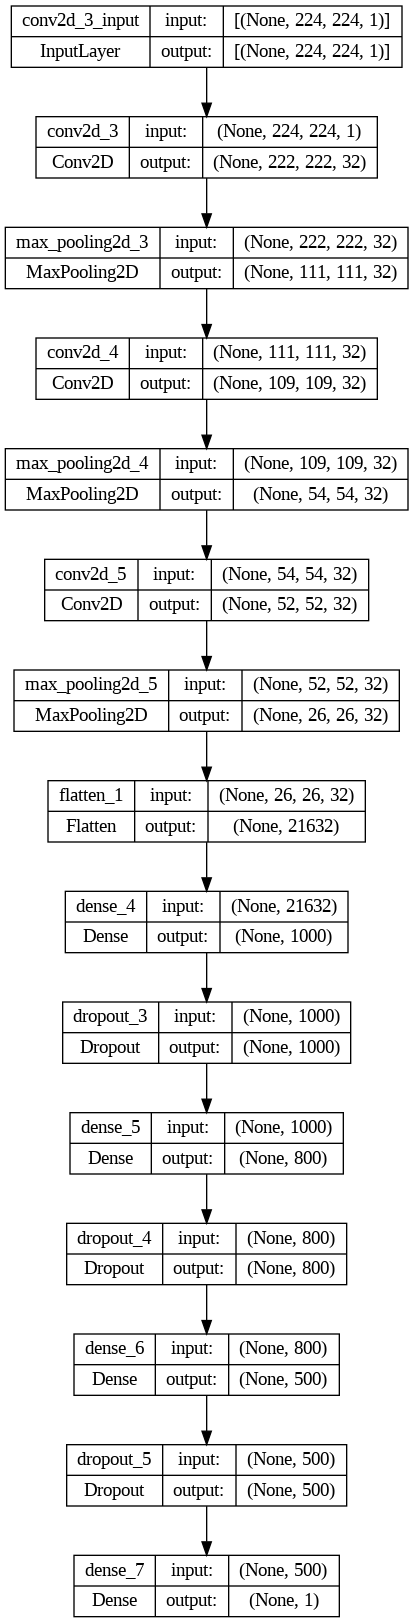 conv2d_3_input input: [(None, 224, 224, 1)]
InputLayer output: [(None, 224, 224, 1)]
conv2d_3 input: (None, 224, 224, 1)
Conv2D output: (None, 222, 222, 32)
max_pooling2d_3 input: (None, 222, 222, 32)
MaxPooling2D output: (None, 111, 111, 32)
conv2d_4 input: (None, 111, 111, 32)
Conv2D output: (None, 109, 109, 32)
max_pooling2d_4 input: (None, 109, 109, 32)
MaxPooling2D output: (None, 54, 54, 32)
conv2d_5 input: (None, 54, 54, 32)
Conv2D output: (None, 52, 52, 32)
max_pooling2d_5 input: (None, 52, 52, 32)
MaxPooling2D output: (None, 26, 26, 32)
flatten_1 input: (None, 26, 26, 32)
Flatten output: (None, 21632)
dense_4 input: (None, 21632)
Dense output: (None, 1000)
dropout_3 input: (None, 1000)
Dropout output: (None, 1000)
dense_5 input: (None, 1000)
Dense output: (None, 800)
dropout_4 input: (None, 800)
Dropout output: (None, 800)
dense_6 input: (None, 800)
Dense output: (None, 500)
dropout_5 input: (None, 500)
Dropout output: (None, 500)
dense_7 input: (None, 500)
Dense output: (None, 1)